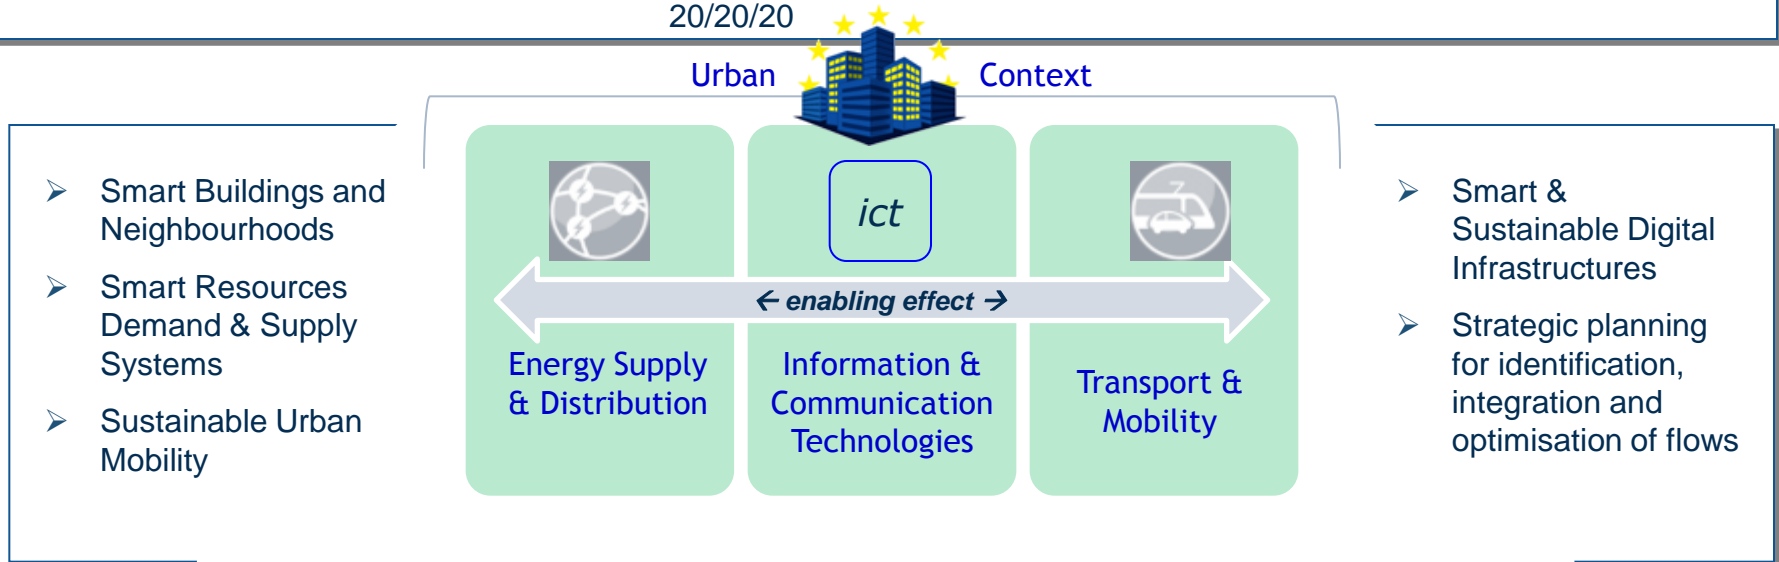 20/20/20
Urban
Context
➢ Smart Buildings and
Neighbourhoods
➢ Smart Resources
Demand & Supply
Systems
➢ Sustainable Urban
Mobility
ict
← enabling effect →
Energy Supply
& Distribution
Information &
Communication
Technologies
Transport &
Mobility
➢ Smart &
Sustainable Digital
Infrastructures
➢ Strategic planning
for identification,
integration and
optimisation of flows